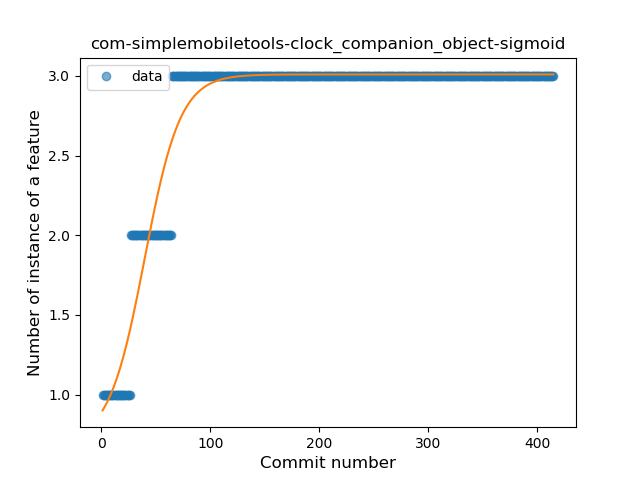 com-simplemobiletools-clock_companion_object-sigmoid
data
Number of instance of a feature
3.0
2.5
2.0
1.5
1.0
0
100
200
300
400
Commit number